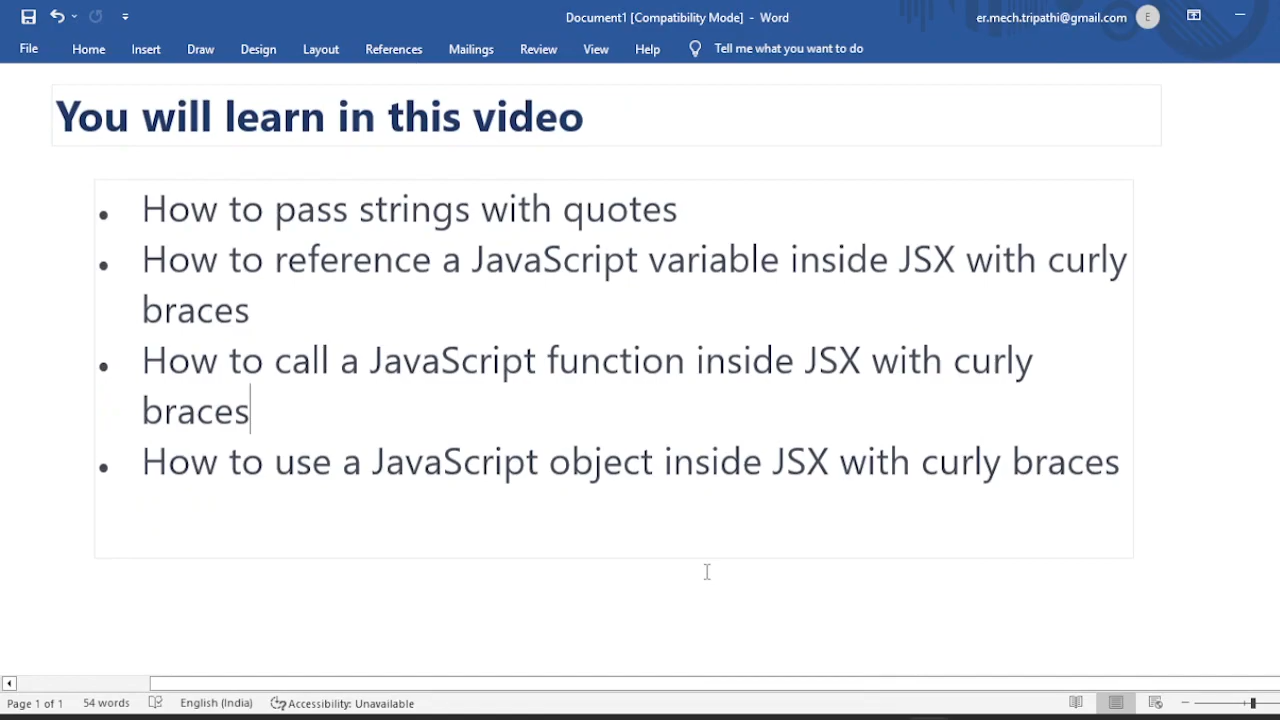 Document1 [Compatibility Mode] - Word
er.mech.tripathi@gmail.com
E
File Home Insert Draw Design Layout References Mailings Review View Help Tell me what you want to do
You will learn in this video
• How to pass strings with quotes
• How to reference a JavaScript variable inside JSX with curly
braces
• How to call a JavaScript function inside JSX with curly
braces
• How to use a JavaScript object inside JSX with curly braces
Page 1 of 1 54 words English (India) Accessibility: Unavailable